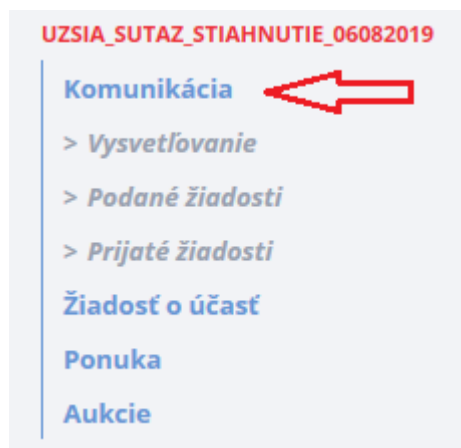 UZSIA_SUTAZ_STIAHNUTIE_06082019
Komunikácia
> Vysvetľovanie
> Podané žiadosti
> Prijaté žiadosti
Žiadosť o účasť
Ponuka
Aukcie